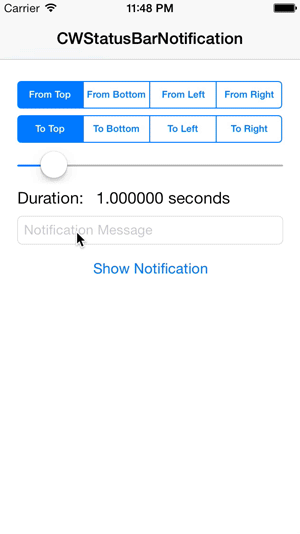 Carrier 11:48 PM
CWStatusBarNotification
From Top From Bottom From Left From Right
To Top To Bottom To Left To Right
Duration: 1.000000 seconds
Notification Message
Show Notification